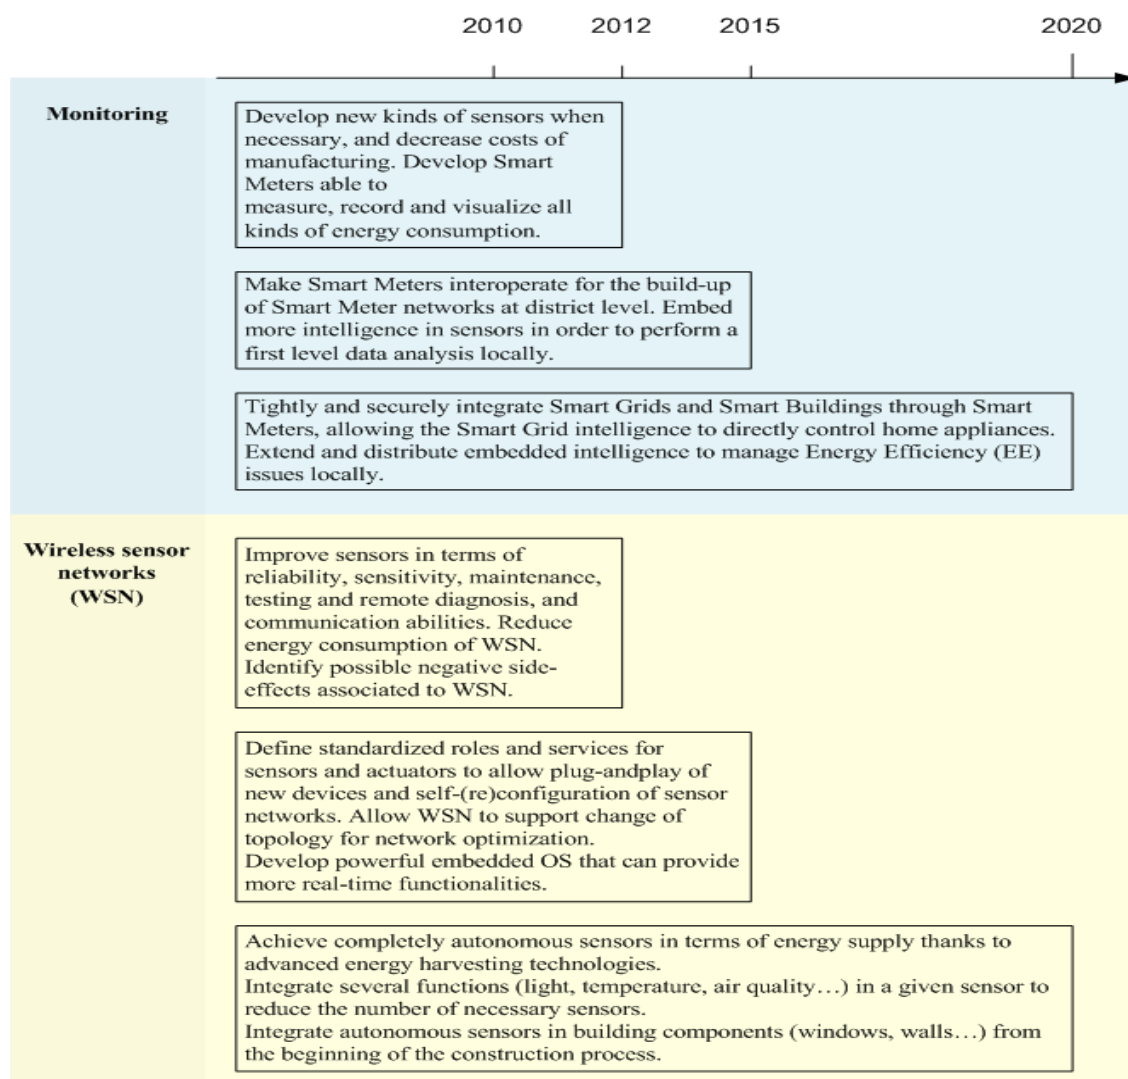 2010 2012 2015 2020
Monitoring
Develop new kinds of sensors when
necessary, and decrease costs of
manufacturing. Develop Smart
Meters able to
measure, record and visualize all
kinds of energy consumption.
Make Smart Meters interoperate for the build-up
of Smart Meter networks at district level. Embed
more intelligence in sensors in order to perform a
first level data analysis locally.
Tightly and securely integrate Smart Grids and Smart Buildings through Smart
Meters, allowing the Smart Grid intelligence to directly control home appliances.
Extend and distribute embedded intelligence to manage Energy Efficiency (EE)
issues locally.
Wireless sensor
networks
(WSN)
Improve sensors in terms of
reliability, sensitivity, maintenance,
testing and remote diagnosis, and
communication abilities. Reduce
energy consumption of WSN.
Identify possible negative side-
effects associated to WSN.
Define standardized roles and services for
sensors and actuators to allow plug-andplay of
new devices and self-(re)configuration of sensor
networks. Allow WSN to support change of
topology for network optimization.
Develop powerful embedded OS that can provide
more real-time functionalities.
Achieve completely autonomous sensors in terms of energy supply thanks to
advanced energy harvesting technologies.
Integrate several functions (light, temperature, air quality…) in a given sensor to
reduce the number of necessary sensors.
Integrate autonomous sensors in building components (windows, walls…) from
the beginning of the construction process.